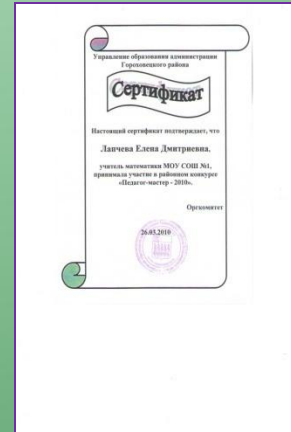 Управление образования администрации
Гороховецкого района
Сертификат
Настоящий сертификат подтверждает, что
Лапчева Елена Дмитриевна,
учитель математики МОУ СОШ №1,
принимала участие в районном конкурсе
«Педагог-мастер - 2010».
Оргкомитет
26.03.2010